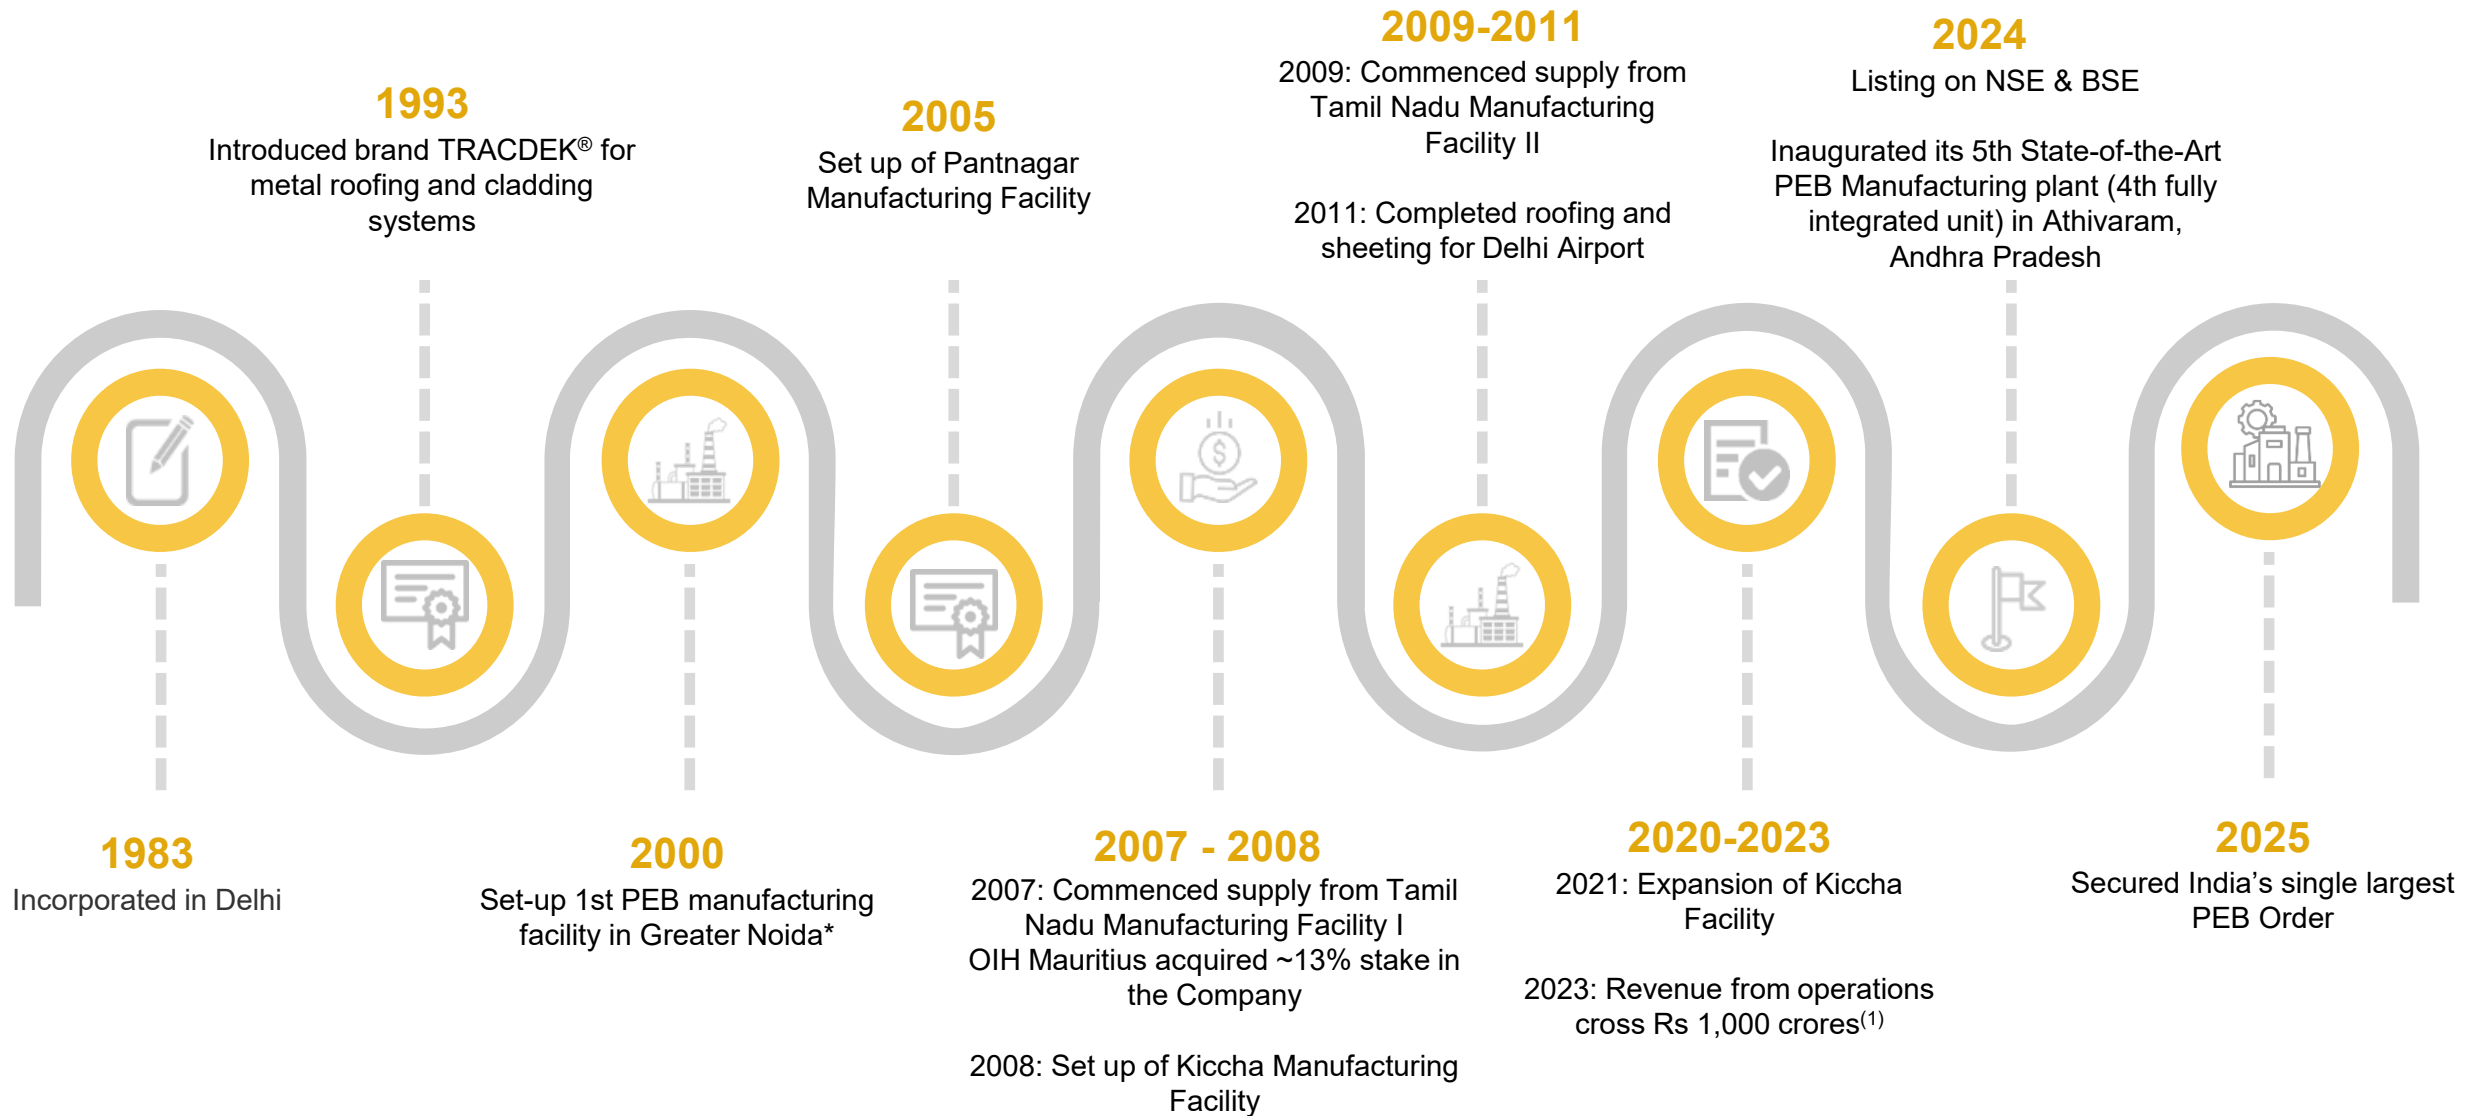 1983
Incorporated in Delhi
1993
Introduced brand TRACDEK® for
metal roofing and cladding
systems
2000
Set-up 1st PEB manufacturing
facility in Greater Noida*
2005
Set up of Pantnagar
Manufacturing Facility
2007 - 2008
2007: Commenced supply from Tamil
Nadu Manufacturing Facility I
OIH Mauritius acquired ~13% stake in
the Company
2008: Set up of Kiccha Manufacturing
Facility
2009-2011
2009: Commenced supply from
Tamil Nadu Manufacturing
Facility II
2011: Completed roofing and
sheeting for Delhi Airport
2020-2023
2021: Expansion of Kiccha
Facility
2023: Revenue from operations
cross Rs 1,000 crores(1)
2024
Listing on NSE & BSE
Inaugurated its 5th State-of-the-Art
PEB Manufacturing plant (4th fully
integrated unit) in Athivaram,
Andhra Pradesh
2025
Secured India’s single largest
PEB Order
$